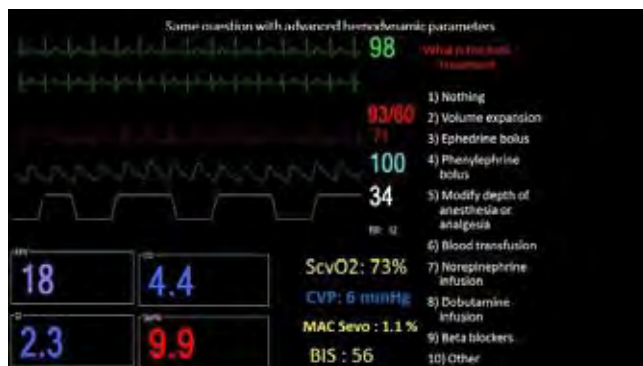 Same question with advanced hemodynamic parameters
98
What is the best
treatment
1) Nothing
2) Volume expansion
93/60
71
3) Ephedrine bolus
100
4) Phenylephrine
bolus
34
5) Modify depth of
anesthesia or
analgesia
6) Blood transfusion
7) Norepinephrine
infusion
8) Dobutamine
infusion
9) Beta blockers
10) Other
18
4.4
2.3
9.9
ScvO2: 73%
CVP: 6 mmHg
MAC Sevo : 1.1 %
BIS : 56